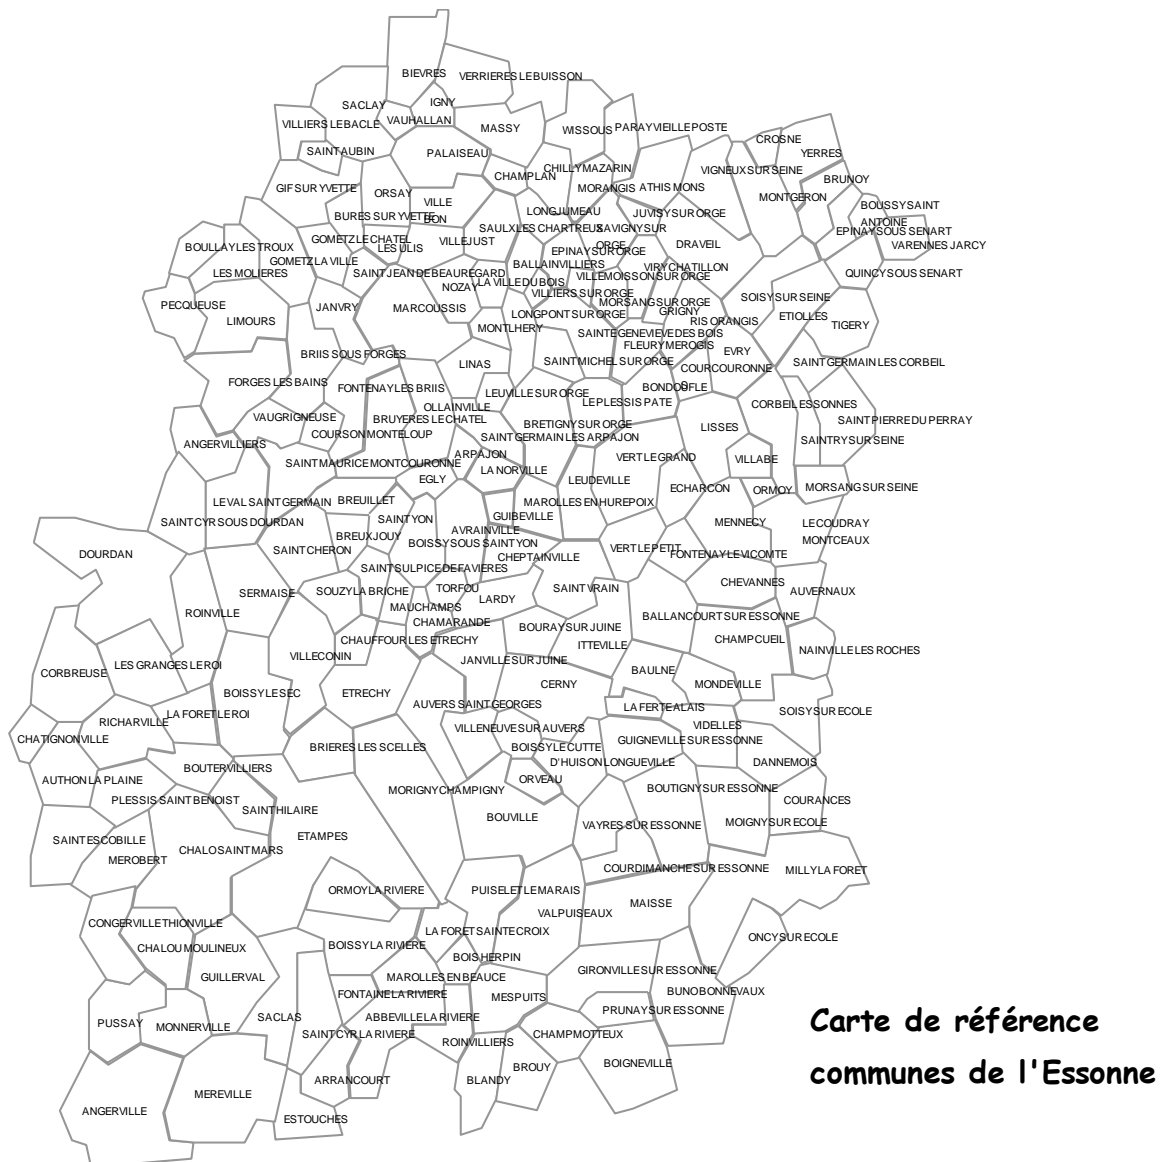 BIEVRES
VERRIERES LE BUISSON
IGNY
SACLAY
VAUHALLAN
VILLIERS LE BACLE
MASSY
WISSOUS
PARAY VIEILLE POSTE
CROSNE
SAINT AUBIN
PALAISEAU
YERRES
CHILLY MAZARIN
VIGNEUX SUR SEINE
CHAMPLAN
BRUNOY
GIF SUR YVETTE
ORSAY
MORANGIS
ATHIS MONS
MONTGERON
VILLE
BON
BOUSSY SAINT
ANTOINE
LONGJUMEAU
JUVISY SUR ORGE
BURES SUR YVETTE
SAULX LES CHARTREUX
SAVIGNY SUR
ORGE
EPINAY SOUS SENART
GOMETZ LE CHATEL
LES ULIS
VILLEJUST
DRAVEIL
VARENNES JARCY
BOULLAY LES TROUX
EPINAY SUR ORGE
GOMETZ LA VILLE
BALLAINVILLIERS
VIRY CHATILLON
LES MOLIERES
SAINT JEAN DE BEAUREGARD
QUINCY SOUS SENART
VILLEMOISSON SUR ORGE
NOZAY
LA VILLE DU BOIS
VILLIERS SUR ORGE
SOISY SUR SEINE
PECQUEUSE
JANVRY
MARCOUSSIS
MORSANG SUR ORGE
GRIGNY
LONGPONT SUR ORGE
ETIOLLES
LIMOURS
RIS ORANGIS
TIGERY
MONTLHERY
SAINTE GENEVIEVE DES BOIS
FLEURY MEROGIS
BRIIS SOUS FORGES
EVRY
SAINT MICHEL SUR ORGE
SAINT GERMAIN LES CORBEIL
LINAS
COURCOURONNE
S
FORGES LES BAINS
FONTENAY LES BRIIS
BONDOUFLE
LEUVILLE SUR ORGE
LE PLESSIS PATE
CORBEIL ESSONNES
OLLAINVILLE
VAUGRIGNEUSE
BRUYERES LE CHATEL
SAINT PIERRE DU PERRAY
BRETIGNY SUR ORGE
LISSES
COURSON MONTELOUP
SAINT GERMAIN LES ARPAJON
ANGERVILLIERS
SAINTRY SUR SEINE
ARPAJON
VERT LE GRAND
VILLABE
SAINT MAURICE MONTCOURONNE
LA NORVILLE
EGLY
LEUDEVILLE
ECHARCON
ORMOY
MORSANG SUR SEINE
LE VAL SAINT GERMAIN
BREUILLET
MAROLLES EN HUREPOIX
GUIBEVILLE
SAINT CYR SOUS DOURDAN
SAINT YON
MENNECY
LE COUDRAY
MONTCEAUX
AVRAINVILLE
BREUX JOUY
BOISSY SOUS SAINT YON
DOURDAN
SAINT CHERON
VERT LE PETIT
FONTENAY LE VICOMTE
CHEPTAINVILLE
SAINT SULPICE DE FAVIERES
CHEVANNES
SERMAISE
SOUZY LA BRICHE
TORFOU
SAINT VRAIN
AUVERNAUX
LARDY
MAUCHAMPS
ROINVILLE
BALLANCOURT SUR ESSONNE
CHAMARANDE
BOURAY SUR JUINE
CHAUFFOUR LES ETRECHY
CHAMPCUEIL
ITTEVILLE
NAINVILLE LES ROCHES
VILLECONIN
JANVILLE SUR JUINE
LES GRANGES LE ROI
CORBREUSE
BAULNE
CERNY
MONDEVILLE
BOISSY LE SEC
ETRECHY
AUVERS SAINT GEORGES
LA FERTE ALAIS
SOISY SUR ECOLE
LA FORET LE ROI
RICHARVILLE
VIDELLES
VILLENEUVE SUR AUVERS
CHATIGNONVILLE
GUIGNEVILLE SUR ESSONNE
BRIERES LES SCELLES
BOISSY LE CUTTE
D'HUISON LONGUEVILLE
DANNEMOIS
BOUTERVILLIERS
AUTHON LA PLAINE
ORVEAU
MORIGNY CHAMPIGNY
BOUTIGNY SUR ESSONNE
PLESSIS SAINT BENOIST
COURANCES
SAINT HILAIRE
BOUVILLE
MOIGNY SUR ECOLE
VAYRES SUR ESSONNE
ETAMPES
SAINT ESCOBILLE
CHALO SAINT MARS
MEROBERT
COURDIMANCHE SUR ESSONNE
MILLY LA FORET
ORMOY LA RIVIERE
PUISELET LE MARAIS
MAISSE
VALPUISEAUX
CONGERVILLE THIONVILLE
LA FORET SAINTE CROIX
ONCY SUR ECOLE
CHALOU MOULINEUX
BOISSY LA RIVIERE
BOIS HERPIN
GIRONVILLE SUR ESSONNE
GUILLERVAL
MAROLLES EN BEAUCE
BUNO BONNEVAUX
FONTAINE LA RIVIERE
MESPUITS
PRUNAY SUR ESSONNE
SACLAS
ABBEVILLE LA RIVIERE
PUSSAY
MONNERVILLE
SAINT CYR LA RIVIERE
CHAMPMOTTEUX
ROINVILLIERS
BOIGNEVILLE
BROUY
ARRANCOURT
BLANDY
MEREVILLE
ANGERVILLE
ESTOUCHES
Carte de référence
communes de l'Essonne